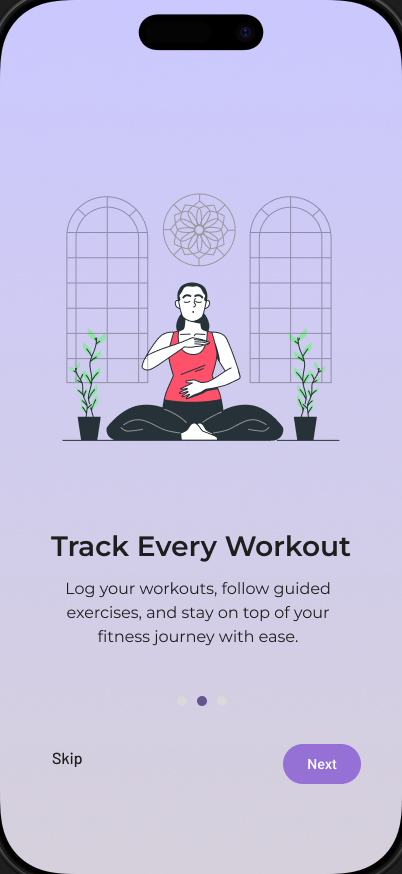 Track Every Workout
Log your workouts, follow guided
exercises, and stay on top of your
fitness journey with ease.
Skip
Next